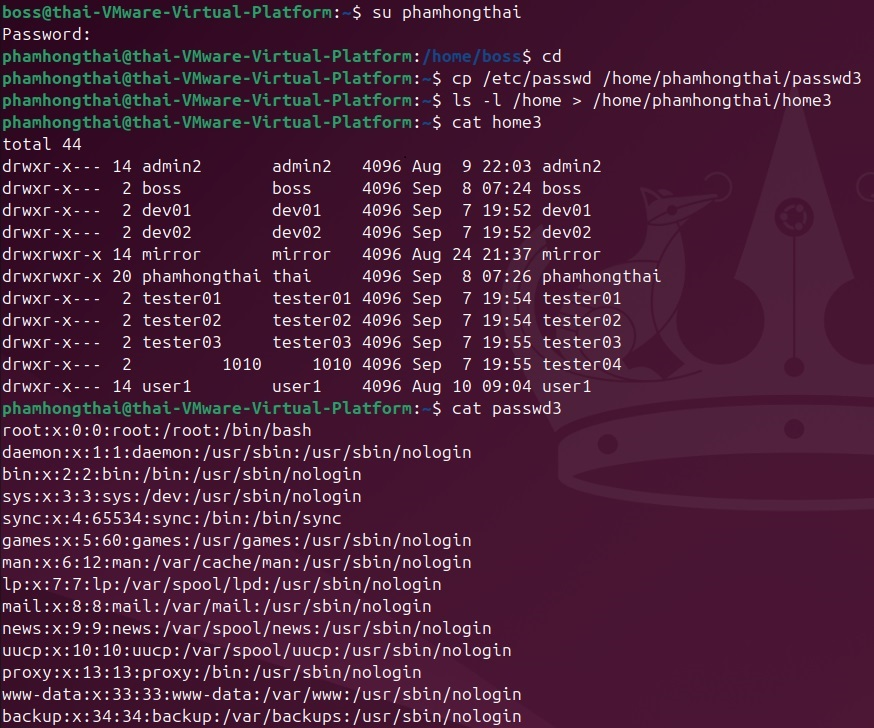 boss@thai-VMware-Virtual-Platform:~$ su phamhongthai
Password:
phamhongthai@thai-VMware-Virtual-Platform:/home/boss$ cd
phamhongthai@thai-VMware-Virtual-Platform:~$ cp /etc/passwd /home/phamhongthai/passwd3
phamhongthai@thai-VMware-Virtual-Platform:~$ ls -l /home > /home/phamhongthai/home3
phamhongthai@thai-VMware-Virtual-Platform:~$ cat home3
total 44
drwxr-x--- 14 admin2       admin2   4096 Aug  9 22:03 admin2
drwxr-x---  2 boss         boss     4096 Sep  8 07:24 boss
drwxr-x---  2 dev01        dev01    4096 Sep  7 19:52 dev01
drwxr-x---  2 dev02        dev02    4096 Sep  7 19:52 dev02
drwxrwxr-x 14 mirror       mirror   4096 Aug 24 21:37 mirror
drwxrwxr-x 20 phamhongthai thai     4096 Sep  8 07:26 phamhongthai
drwxr-x---  2 tester01     tester01 4096 Sep  7 19:54 tester01
drwxr-x---  2 tester02     tester02 4096 Sep  7 19:54 tester02
drwxr-x---  2 tester03     tester03 4096 Sep  7 19:55 tester03
drwxr-x---  2         1010     1010 4096 Sep  7 19:55 tester04
drwxr-x--- 14 user1        user1    4096 Aug 10 09:04 user1
phamhongthai@thai-VMware-Virtual-Platform:~$ cat passwd3
root:x:0:0:root:/root:/bin/bash
daemon:x:1:1:daemon:/usr/sbin:/usr/sbin/nologin
bin:x:2:2:bin:/bin:/usr/sbin/nologin
sys:x:3:3:sys:/dev:/usr/sbin/nologin
sync:x:4:65534:sync:/bin:/bin/sync
games:x:5:60:games:/usr/games:/usr/sbin/nologin
man:x:6:12:man:/var/cache/man:/usr/sbin/nologin
lp:x:7:7:lp:/var/spool/lpd:/usr/sbin/nologin
mail:x:8:8:mail:/var/mail:/usr/sbin/nologin
news:x:9:9:news:/var/spool/news:/usr/sbin/nologin
uucp:x:10:10:uucp:/var/spool/uucp:/usr/sbin/nologin
proxy:x:13:13:proxy:/bin:/usr/sbin/nologin
www-data:x:33:33:www-data:/var/www:/usr/sbin/nologin
backup:x:34:34:backup:/var/backups:/usr/sbin/nologin